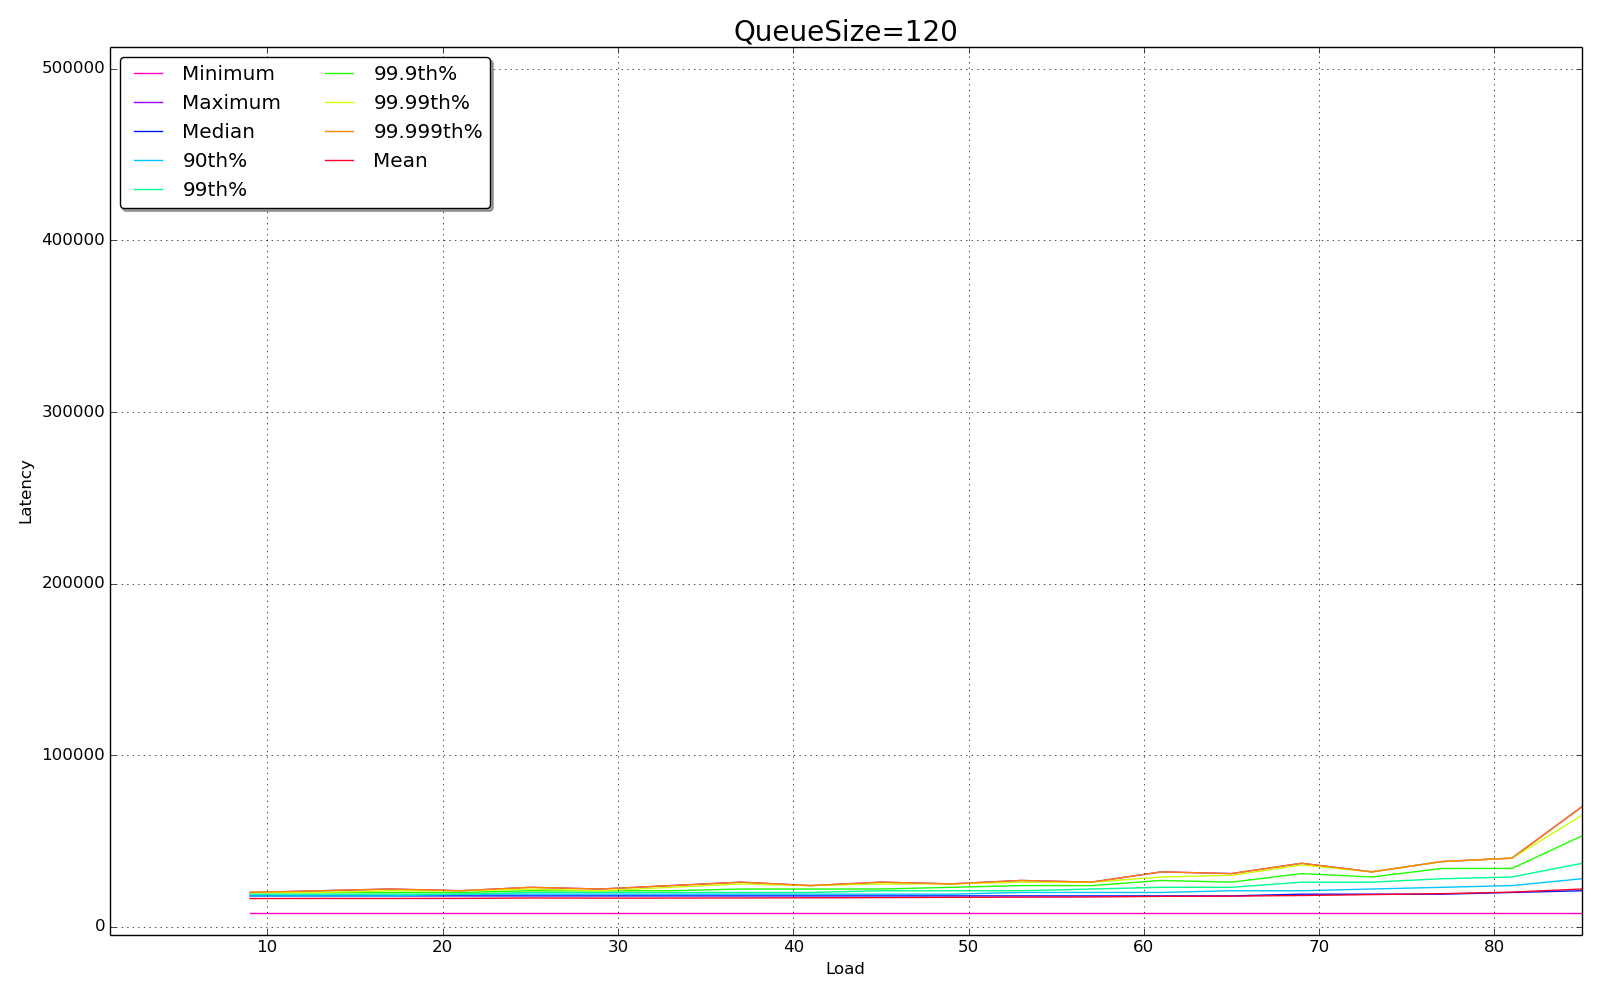 QueueSize=120
Minimum
Maximum
Median
90th%
99th%
99.9th%
99.99th%
99.999th%
Mean
500000
400000
300000
200000
100000
0
Latency
10 20 30 40 50 60 70 80
Load